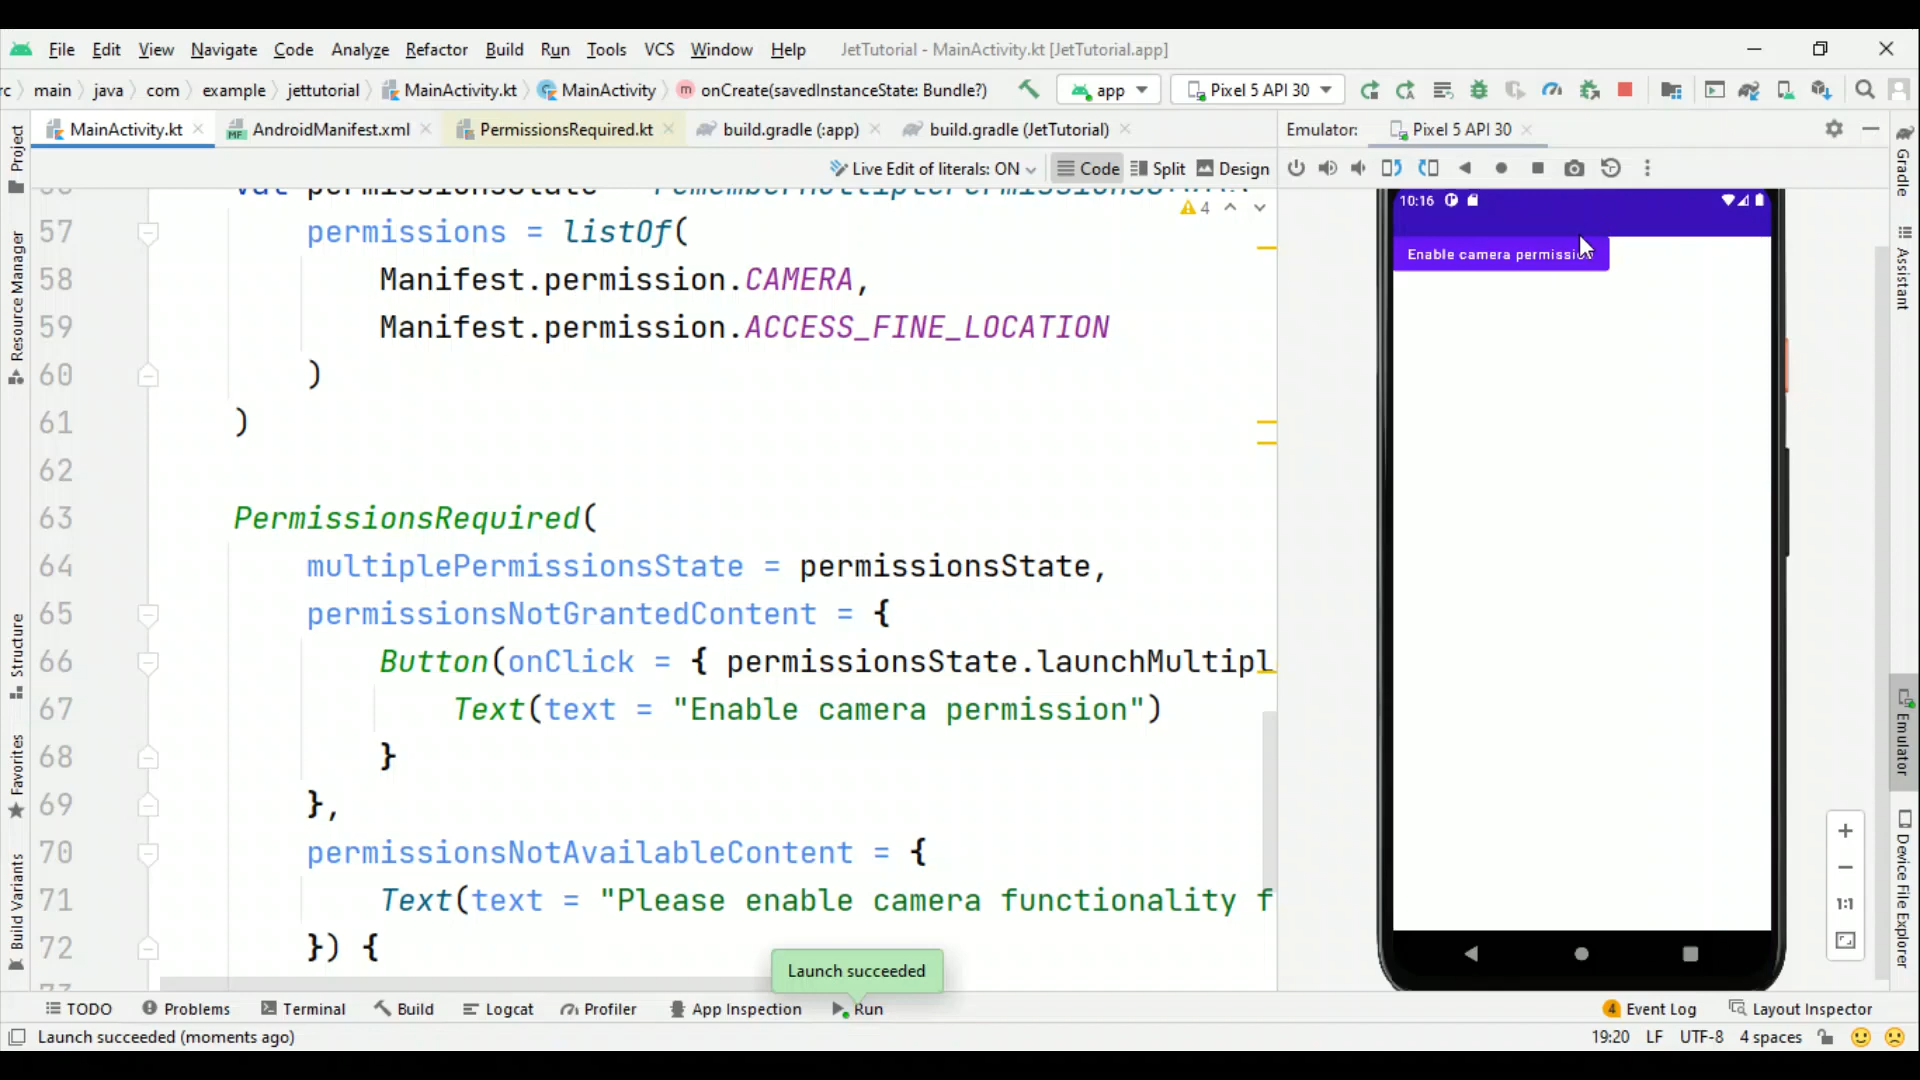 File Edit View Navigate Code Analyze Refactor Build Run Tools VCS Window Help JetTutorial - MainActivity.kt [JetTutorial.app]
main java com example jettutorial MainActivity.kt MainActivity onCreate(savedInstanceState: Bundle?) app Pixel 5 API 30
MainActivity.kt AndroidManifest.xml PermissionsRequired.kt build.gradle (:app) build.gradle (JetTutorial) Emulator: Pixel 5 API 30
Live Edit of literals: ON Code Split Design
4
57 permissions = listOf(
58 Manifest.permission.CAMERA,
59 Manifest.permission.ACCESS_FINE_LOCATION
60 )
61 )
62
63 PermissionsRequired(
64 multiplePermissionsState = permissionsState,
65 permissionsNotGrantedContent = {
66 Button(onClick = { permissionsState.launchMultipl
67 Text(text = "Enable camera permission")
68 }
69 },
70 permissionsNotAvailableContent = {
71 Text(text = "Please enable camera functionality f
72 }) {
10:16
Enable camera permission
1:1
Project
Resource Manager
Structure
Favorites
Build Variants
Gradle
Assistant
Emulator
Device File Explorer
Launch succeeded
TODO Problems Terminal Build Logcat Profiler App Inspection Run 4 Event Log Layout Inspector
Launch succeeded (moments ago) 19:20 LF UTF-8 4 spaces